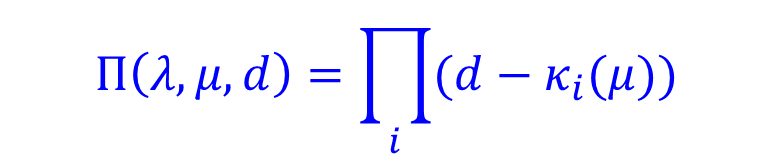 Π(λ, μ, d) = ∏_i (d − κ_i(μ))